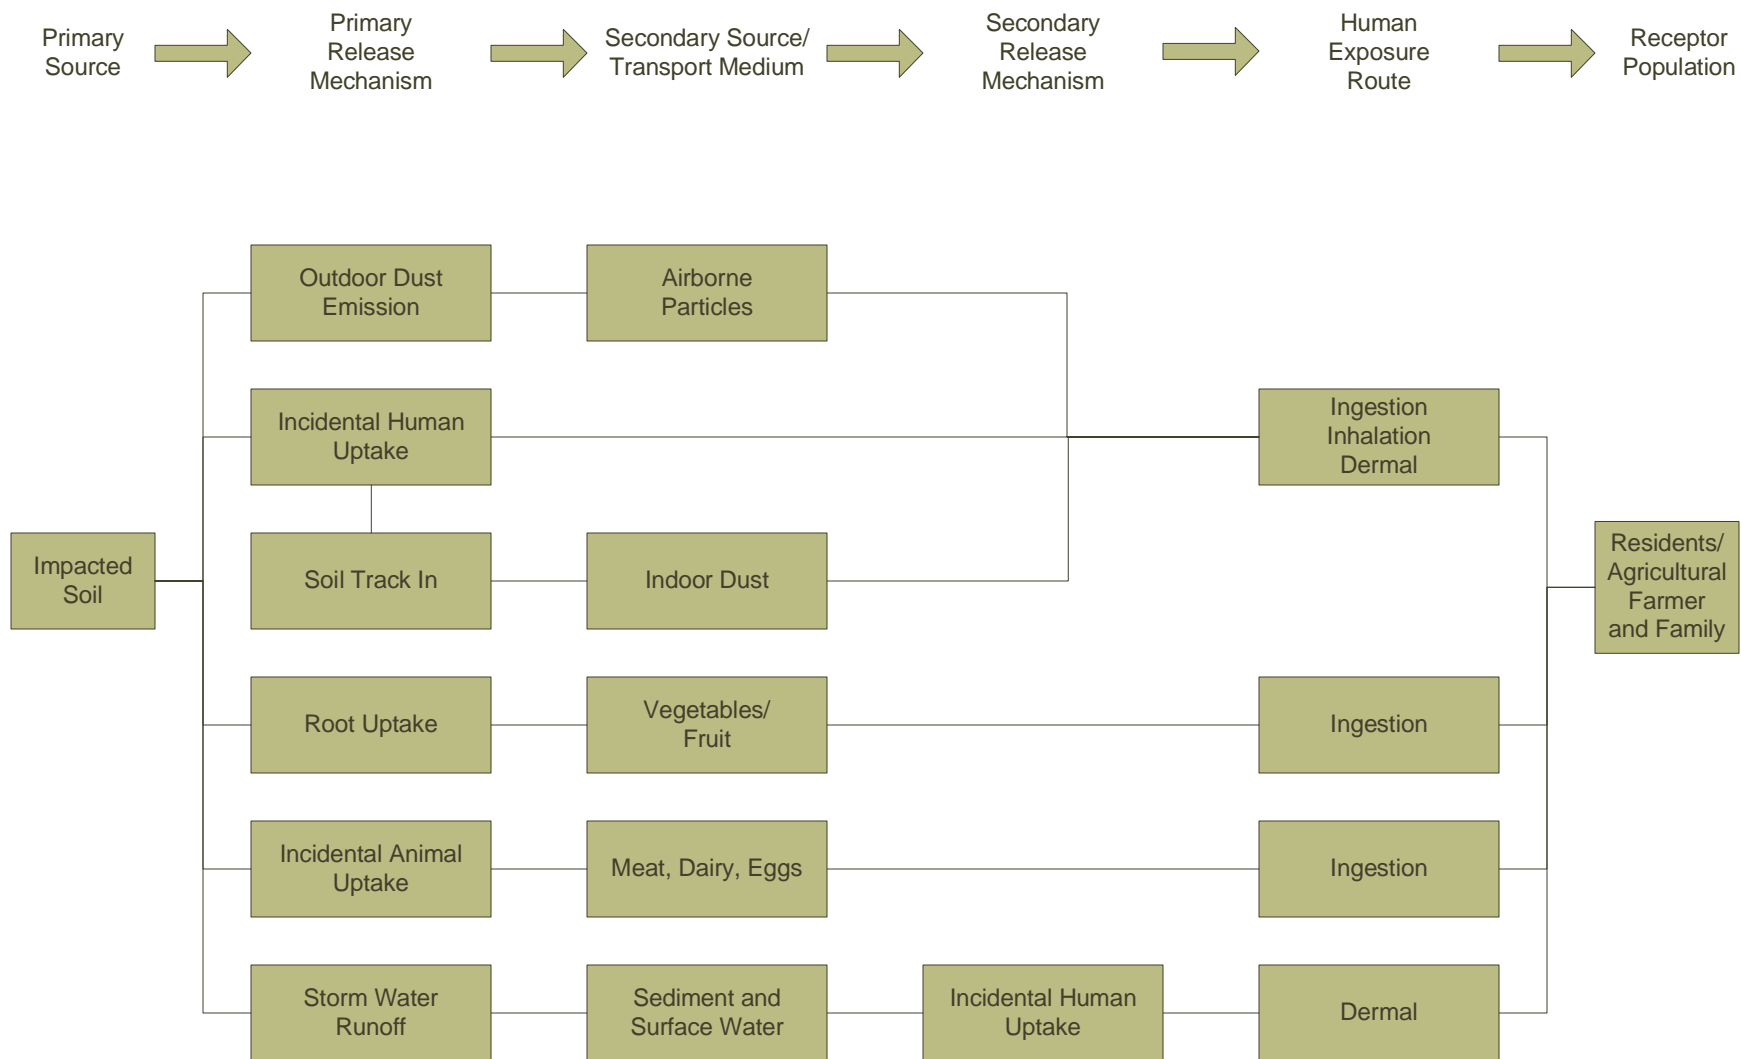 Primary
Source
Primary
Release
Mechanism
Secondary Source/
Transport Medium
Secondary
Release
Mechanism
Human
Exposure
Route
Receptor
Population
Outdoor Dust
Emission
Airborne
Particles
Incidental Human
Uptake
Ingestion
Inhalation
Dermal
Impacted
Soil
Soil Track In
Indoor Dust
Residents/
Agricultural
Farmer
and Family
Root Uptake
Vegetables/
Fruit
Ingestion
Incidental Animal
Uptake
Meat, Dairy, Eggs
Ingestion
Storm Water
Runoff
Sediment and
Surface Water
Incidental Human
Uptake
Dermal